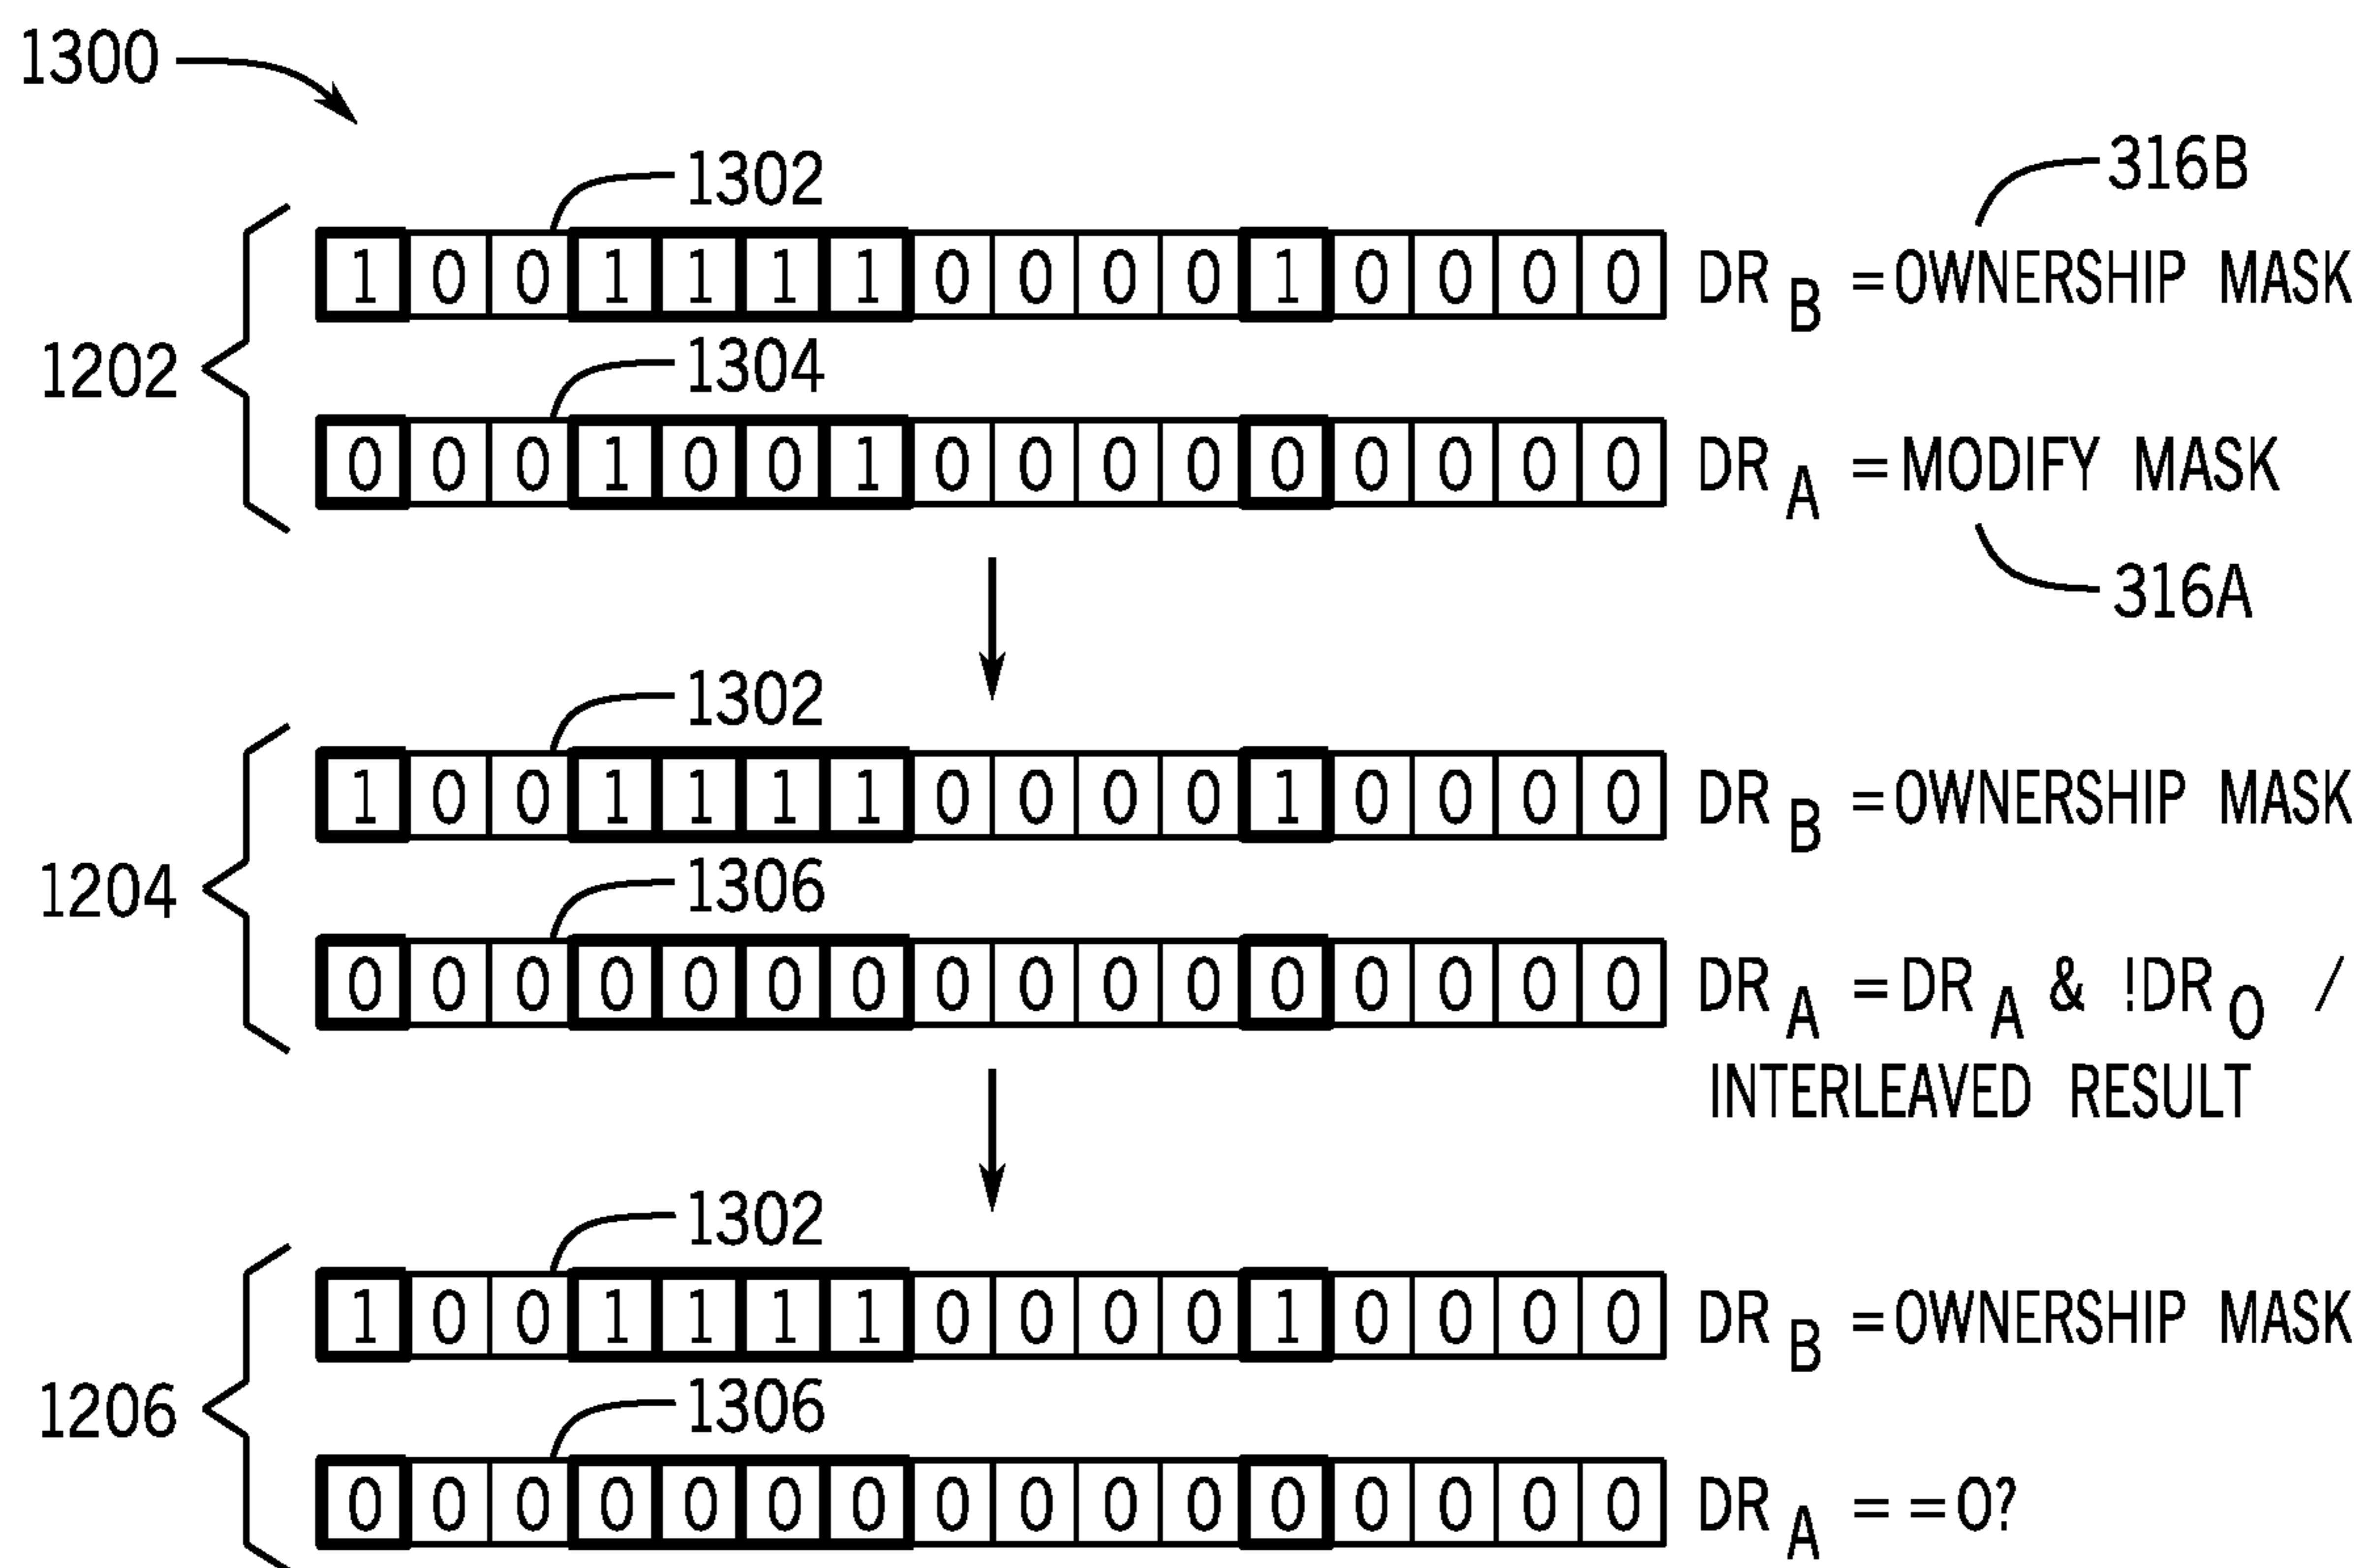 1300
316B
1302
1 0 0 1 1 1 1 0 0 0 0 1 0 0 0 0 DR B = OWNERSHIP MASK
1202
1304
0 0 0 1 0 0 1 0 0 0 0 0 0 0 0 0 DR A = MODIFY MASK
316A
1302
1 0 0 1 1 1 1 0 0 0 0 1 0 0 0 0 DR B = OWNERSHIP MASK
1204
1306
0 0 0 0 0 0 0 0 0 0 0 0 0 0 0 0 DR A = DR A & !DR O /
INTERLEAVED RESULT
1302
1 0 0 1 1 1 1 0 0 0 0 1 0 0 0 0 DR B = OWNERSHIP MASK
1206
1306
0 0 0 0 0 0 0 0 0 0 0 0 0 0 0 0 DR A = = 0?